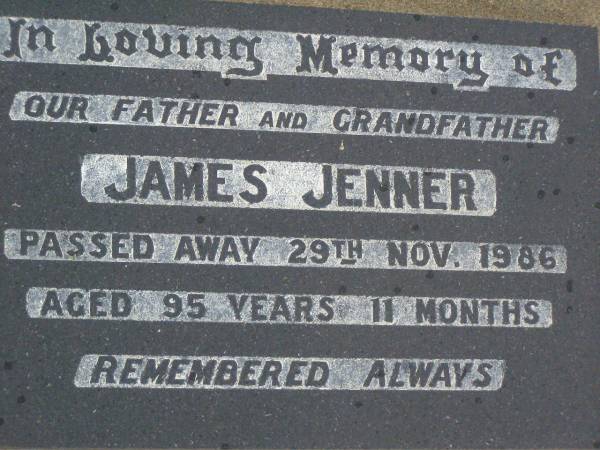 In Loving Memory of
OUR FATHER AND GRANDFATHER
JAMES JENNER
PASSED AWAY 29TH NOV. 1986
AGED 95 YEARS 11 MONTHS
REMEMBERED ALWAYS